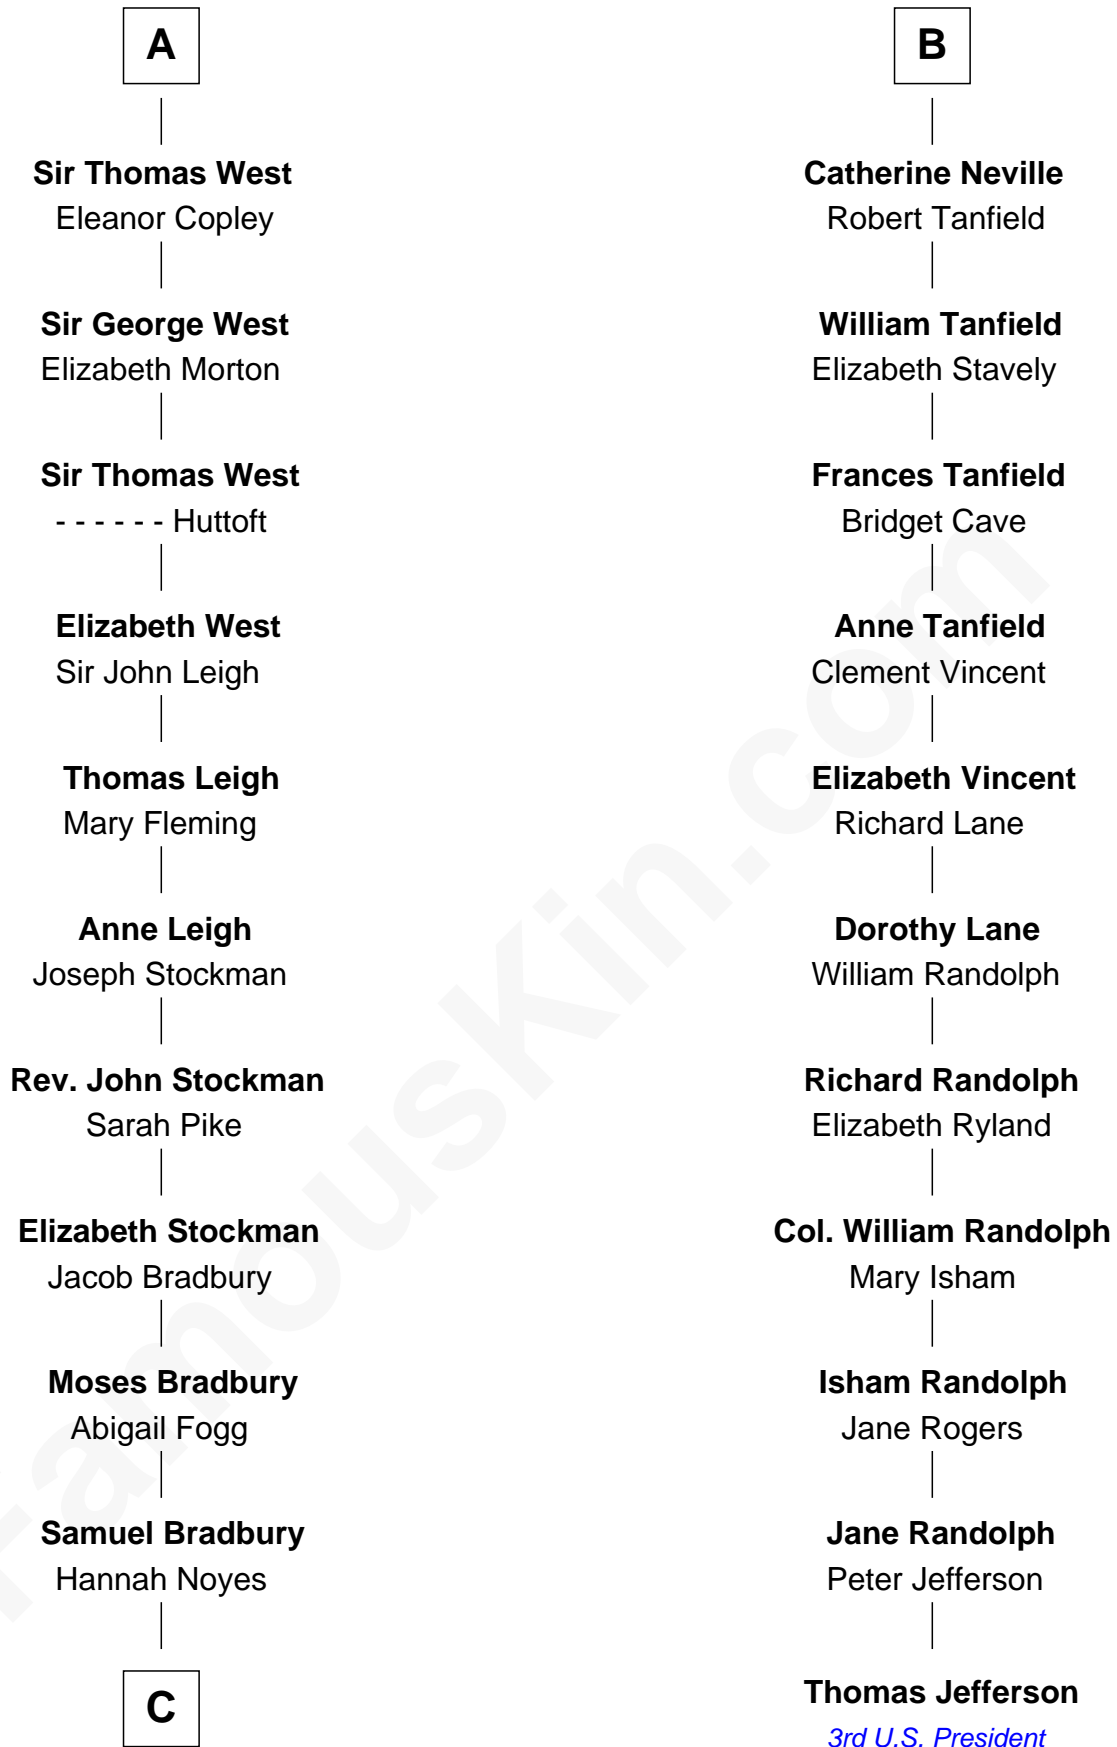 A
Sir Thomas West
Eleanor Copley
Sir George West
Elizabeth Morton
Sir Thomas West
- - - - - - Huttoft
Elizabeth West
Sir John Leigh
Thomas Leigh
Mary Fleming
Anne Leigh
Joseph Stockman
Rev. John Stockman
Sarah Pike
Elizabeth Stockman
Jacob Bradbury
Moses Bradbury
Abigail Fogg
Samuel Bradbury
Hannah Noyes
C
B
Catherine Neville
Robert Tanfield
William Tanfield
Elizabeth Stavely
Frances Tanfield
Bridget Cave
Anne Tanfield
Clement Vincent
Elizabeth Vincent
Richard Lane
Dorothy Lane
William Randolph
Richard Randolph
Elizabeth Ryland
Col. William Randolph
Mary Isham
Isham Randolph
Jane Rogers
Jane Randolph
Peter Jefferson
Thomas Jefferson
3rd U.S. President
FamousKin.com